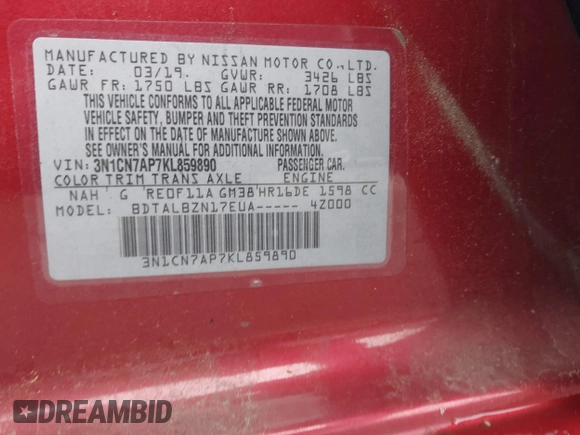 MANUFACTURED BY NISSAN MOTOR CO.,LTD.
DATE: 03/19. GVWR: 3426 LBS
GAWR FR: 1750 LBS GAWR RR: 1708 LBS
THIS VEHICLE CONFORMS TO ALL APPLICABLE FEDERAL MOTOR
VEHICLE SAFETY, BUMPER AND THEFT PREVENTION STANDARDS
IN EFFECT ON THE DATE OF MANUFACTURE SHOWN ABOVE.
SEE OWNER'S MANUAL FOR ADDITIONAL INFORMATION.
VIN: 3N1CN7AP7KL859890 PASSENGER CAR.
COLOR TRIM TRANS AXLE ENGINE
NAH G RE0F11A GM38 HR16DE 1598 CC
MODEL: BDTALBZN17EUA----- 4Z000
3N1CN7AP7KL859890
DREAMBID